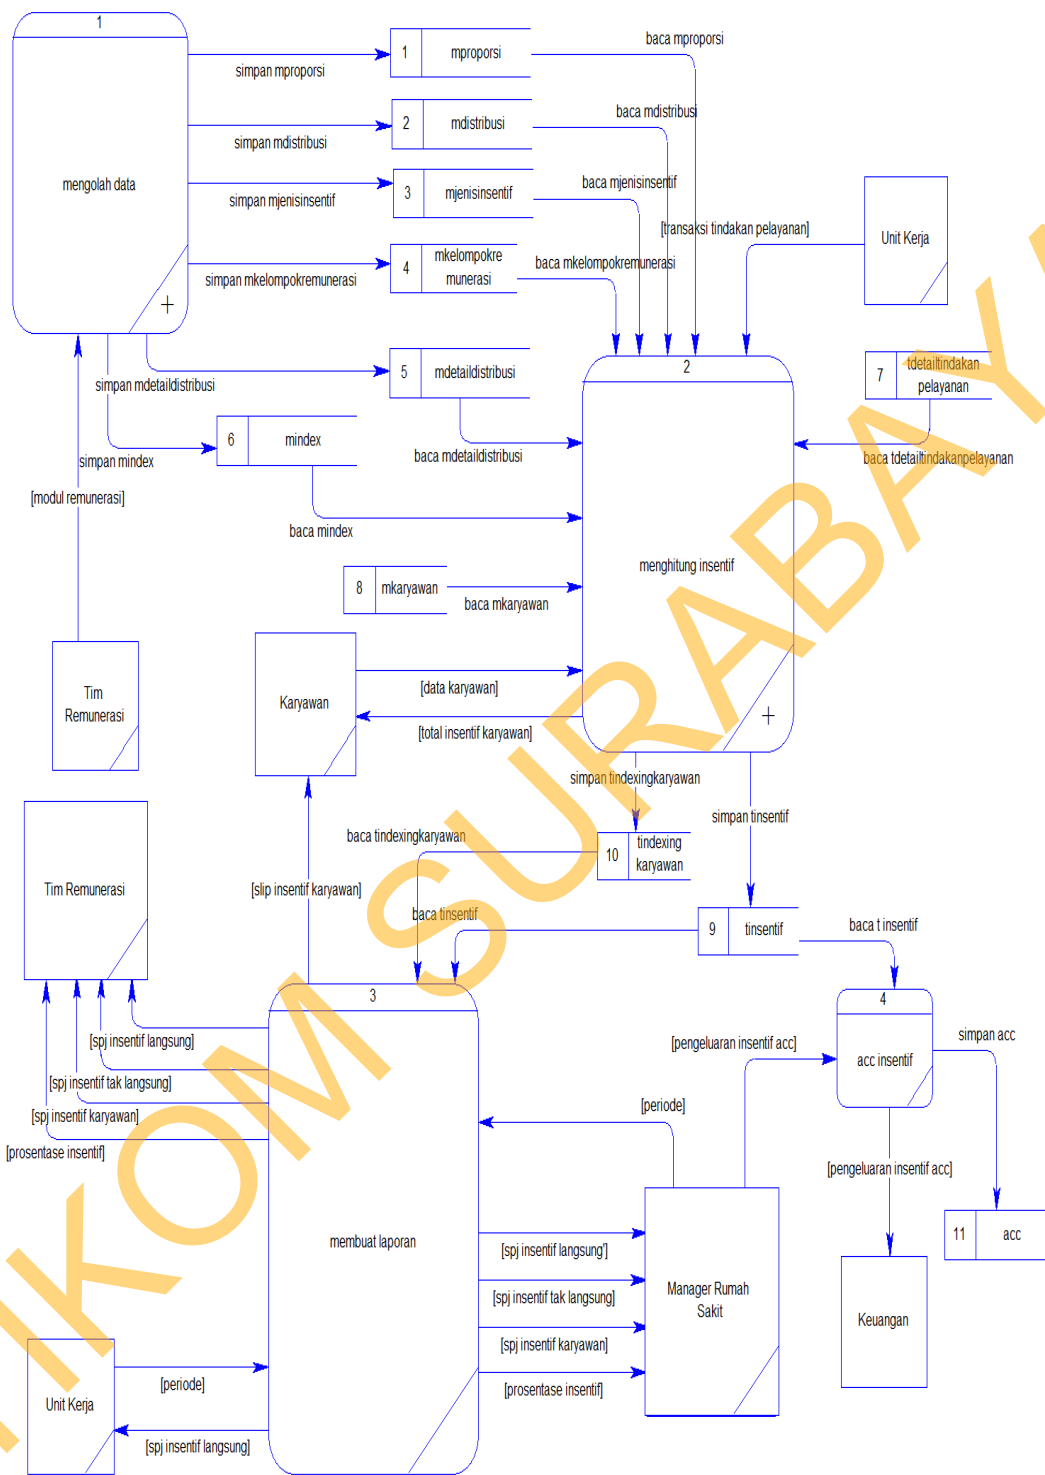 1
mengolah data
simpan mproporsi
1
mproporsi
baca mproporsi
simpan mdistribusi
2
mdistribusi
baca mdistribusi
simpan mjenisinsentif
3
mjenisinsentif
baca mjenisinsentif
simpan mkelompokremunerasi
4
mkelompokre
munerasi
baca mkelompokremunerasi
[transaksi tindakan pelayanan]
Unit Kerja
simpan mdetaildistribusi
5
mdetaildistribusi
baca mdetaildistribusi
2
menghitung insentif
7
tdetailtindakan
pelayanan
baca tdetailtindakanpelayanan
simpan mindex
6
mindex
baca mindex
[modul remunerasi]
8
mkaryawan
baca mkaryawan
Tim
Remunerasi
Karyawan
[data karyawan]
[total insentif karyawan]
simpan tindexingkaryawan
simpan tinsentif
baca tindexingkaryawan
10
tindexing
karyawan
Tim Remunerasi
[slip insentif karyawan]
baca tinsentif
9
tinsentif
baca t insentif
3
membuat laporan
4
acc insentif
simpan acc
[pengeluaran insentif acc]
[spj insentif langsung]
[spj insentif tak langsung]
[spj insentif karyawan]
[prosentase insentif]
[periode]
[pengeluaran insentif acc]
11
acc
[spj insentif langsung']
[spj insentif tak langsung]
[spj insentif karyawan]
[prosentase insentif]
Manager Rumah
Sakit
Keuangan
Unit Kerja
[periode]
[spj insentif langsung]
IKOM SURABAYA